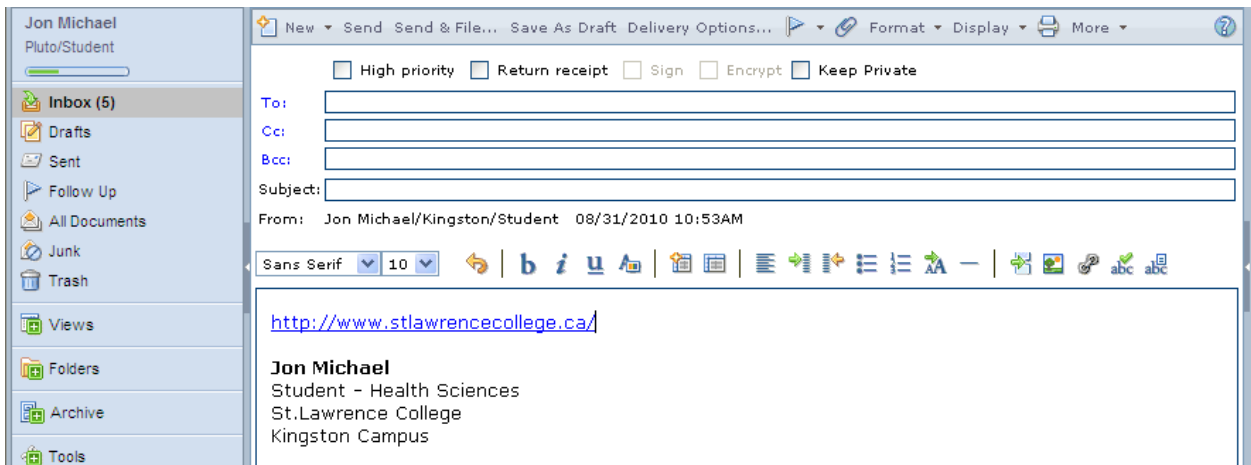 Jon Michael
Pluto/Student
Inbox (5)
Drafts
Sent
Follow Up
All Documents
Junk
Trash
Views
Folders
Archive
Tools
New Send Send & File... Save As Draft Delivery Options... Format Display More ?
High priority Return receipt Sign Encrypt Keep Private
To:
Cc:
Bcc:
Subject:
From: Jon Michael/Kingston/Student 08/31/2010 10:53AM
Sans Serif 10 b i u A abc abc
http://www.stlawrencecollege.ca/
Jon Michael
Student - Health Sciences
St.Lawrence College
Kingston Campus